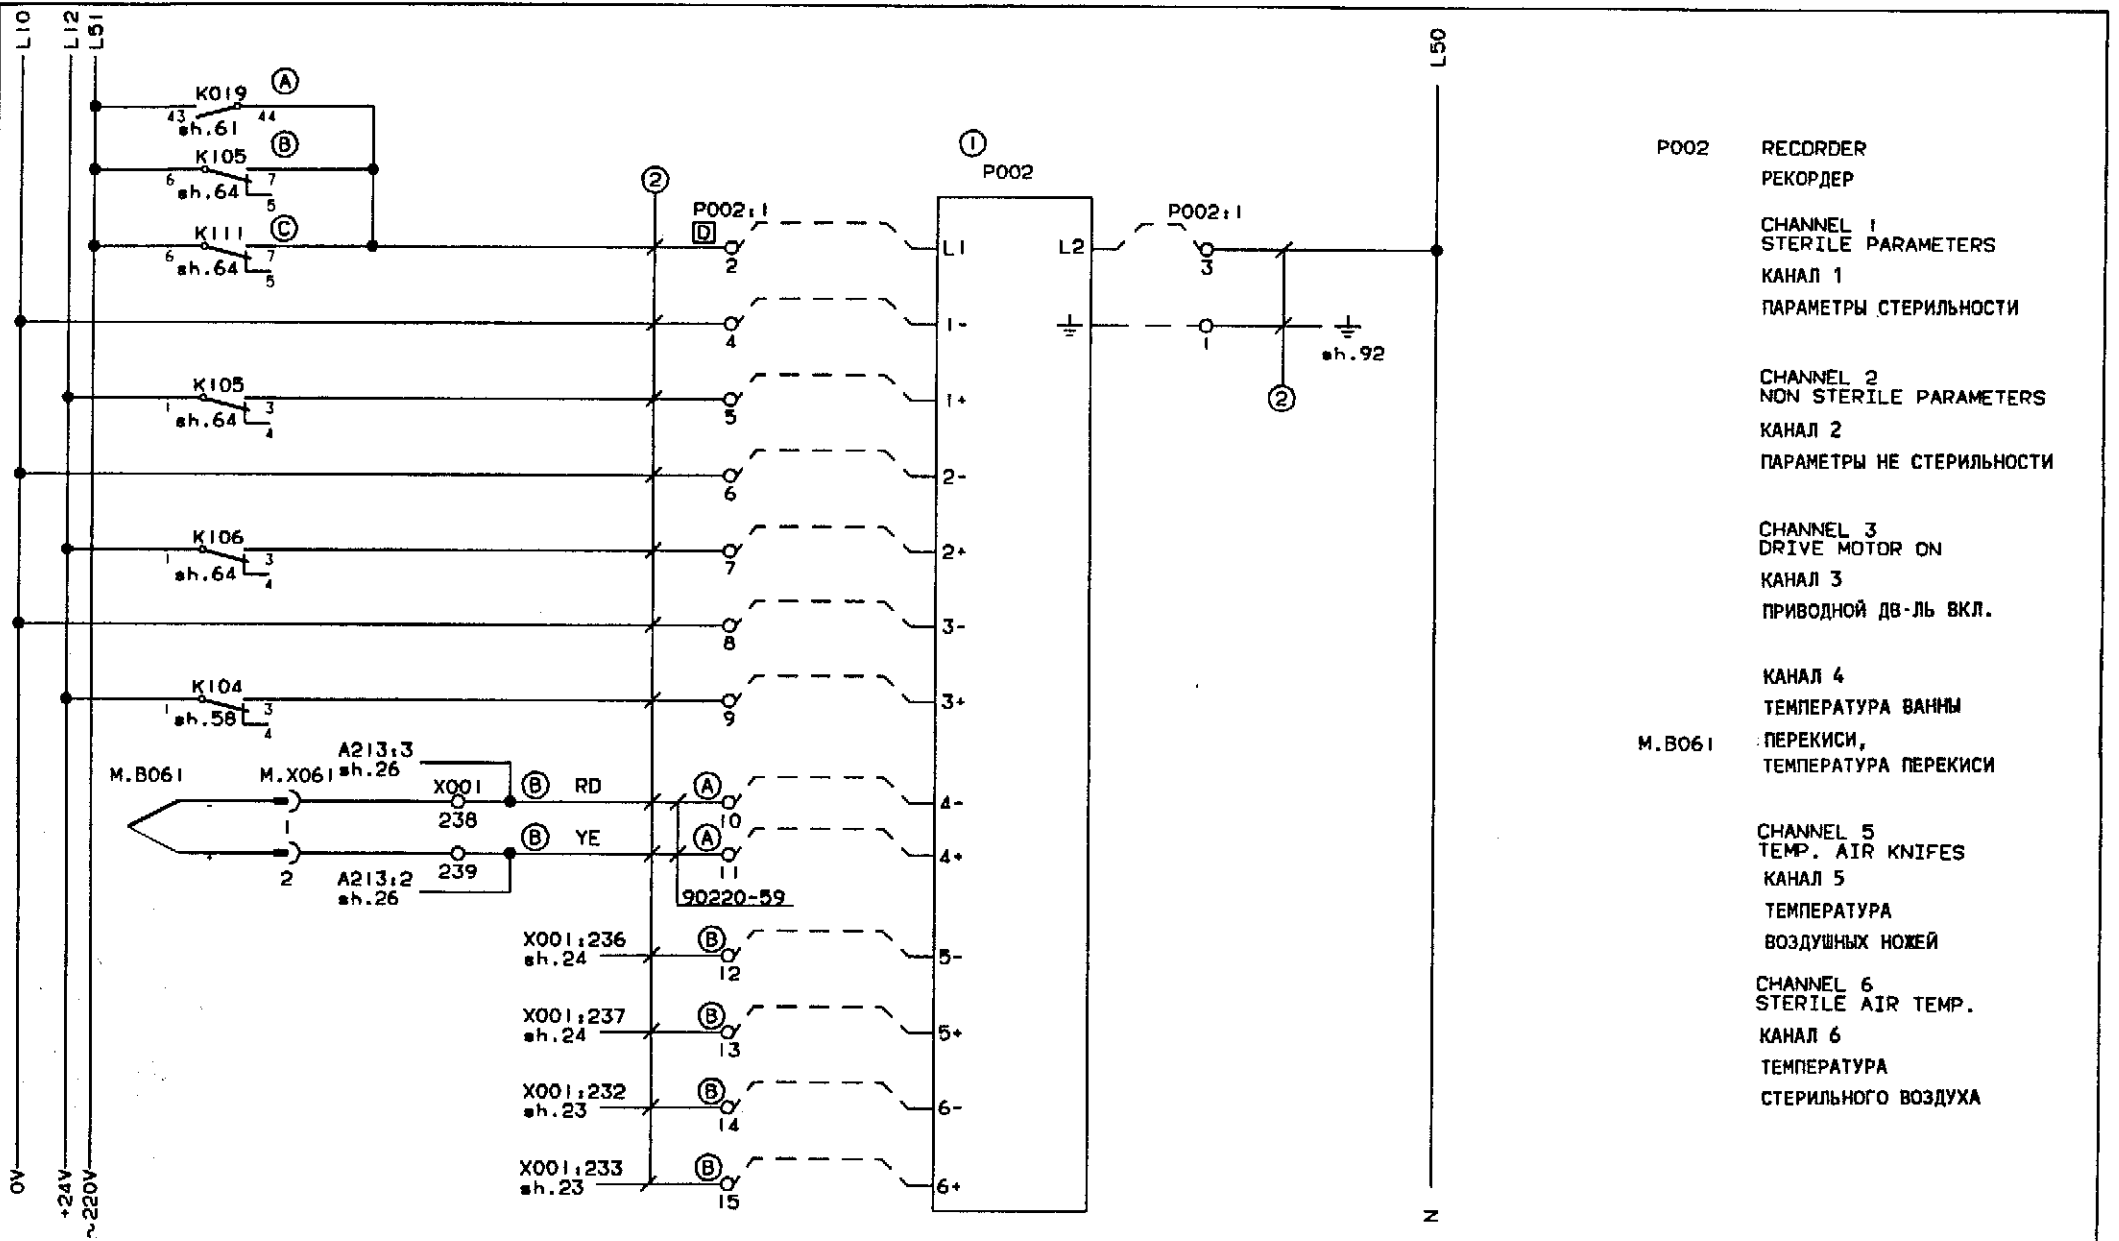 L10
L12
L51
L50
K019
A
43
44
sh.61
K105
B
6
7
sh.64
5
K111
C
6
7
sh.64
5
2
P002:1
D
2
1
P002
L1
L2
P002:1
3
4
1-
1
sh.92
K105
1
3
sh.64
4
5
1+
2
6
2-
K106
1
3
sh.64
4
7
2+
8
3-
K104
1
3
sh.58
4
9
3+
A213:3
sh.26
M.B061
M.X061
X001
B
RD
A
-
1
238
10
4-
B
YE
A
+
2
239
11
4+
A213:2
sh.26
90220-59
X001:236
sh.24
B
12
5-
X001:237
sh.24
B
13
5+
X001:232
sh.23
B
14
6-
X001:233
sh.23
B
15
6+
0V
+24V
~220V
N
P002 RECORDER
РЕКОРДЕР
CHANNEL 1
STERILE PARAMETERS
КАНАЛ 1
ПАРАМЕТРЫ СТЕРИЛЬНОСТИ
CHANNEL 2
NON STERILE PARAMETERS
КАНАЛ 2
ПАРАМЕТРЫ НЕ СТЕРИЛЬНОСТИ
CHANNEL 3
DRIVE MOTOR ON
КАНАЛ 3
ПРИВОДНОЙ ДВ-ЛЬ ВКЛ.
КАНАЛ 4
ТЕМПЕРАТУРА ВАННЫ
M.B061 ПЕРЕКИСИ,
ТЕМПЕРАТУРА ПЕРЕКИСИ
CHANNEL 5
TEMP. AIR KNIFES
КАНАЛ 5
ТЕМПЕРАТУРА
ВОЗДУШНЫХ НОЖЕЙ
CHANNEL 6
STERILE AIR TEMP.
КАНАЛ 6
ТЕМПЕРАТУРА
СТЕРИЛЬНОГО ВОЗДУХА